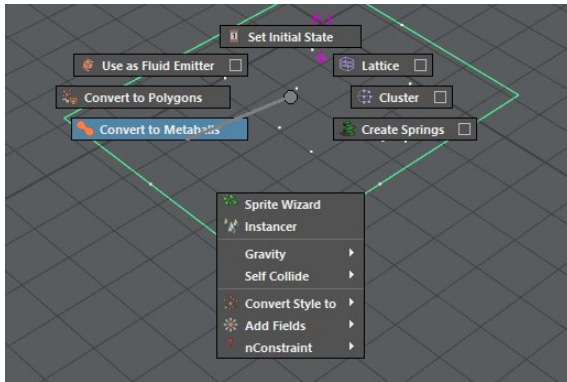 Set Initial State
Use as Fluid Emitter
Lattice
Convert to Polygons
Cluster
Convert to Metaballs
Create Springs
Sprite Wizard
Instancer
Gravity
Self Collide
Convert Style to
Add Fields
nConstraint